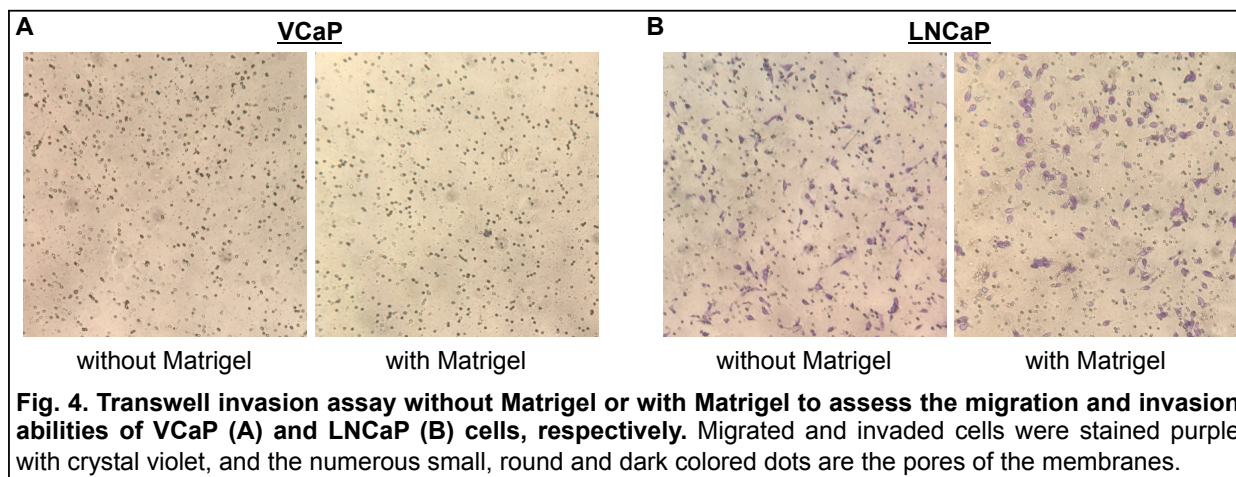 A
VCaP
B
LNCaP
without Matrigel
with Matrigel
without Matrigel
with Matrigel
Fig. 4. Transwell invasion assay without Matrigel or with Matrigel to assess the migration and invasion
abilities of VCaP (A) and LNCaP (B) cells, respectively. Migrated and invaded cells were stained purple
with crystal violet, and the numerous small, round and dark colored dots are the pores of the membranes.